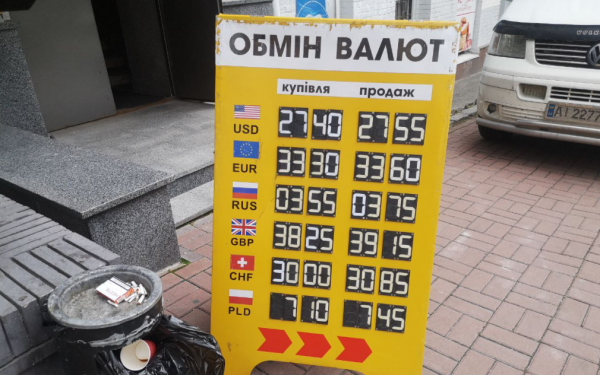 ОБМІН ВАЛЮТ
купівля продаж
USD 27 40 27 55
EUR 33 30 33 60
RUS 03 55 03 75
GBP 38 25 39 15
CHF 30 00 30 85
PLD 7 10 7 45